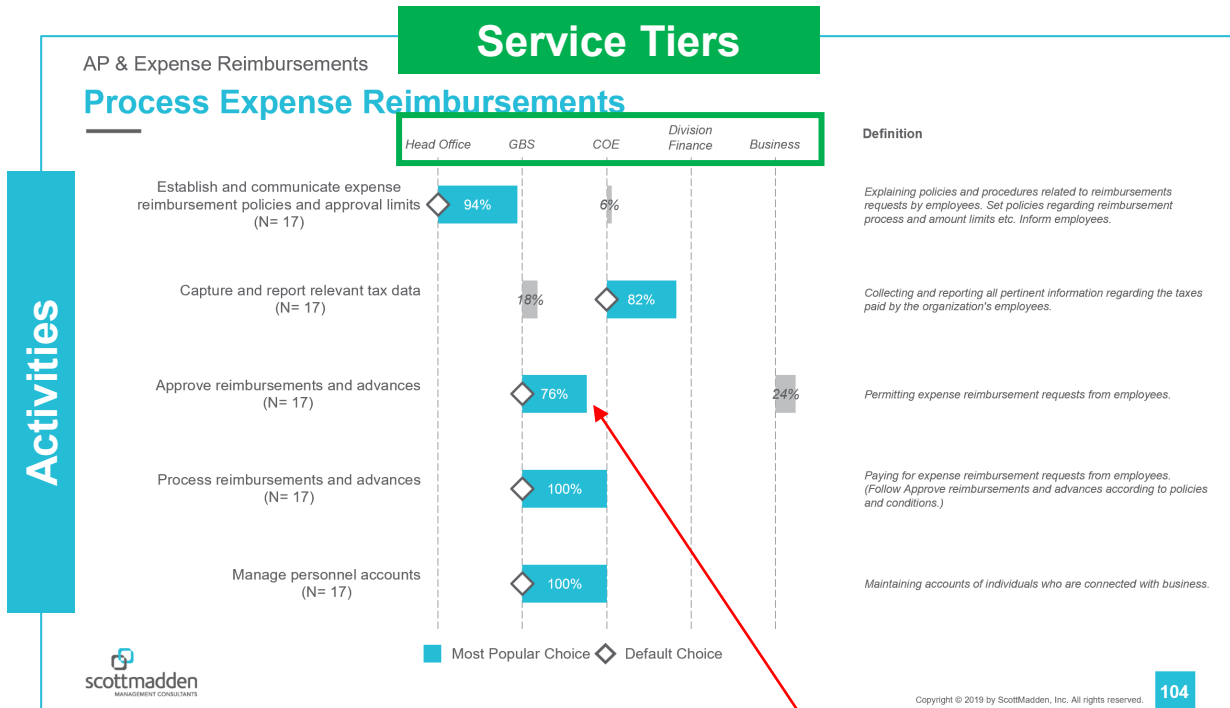 Service Tiers
AP & Expense Reimbursements
Process Expense Reimbursements
Head Office
GBS
COE
Division
Finance
Business
Definition
Activities
Establish and communicate expense
reimbursement policies and approval limits
(N= 17)
94%
6%
Explaining policies and procedures related to reimbursements
requests by employees. Set policies regarding reimbursement
process and amount limits etc. Inform employees.
Capture and report relevant tax data
(N= 17)
18%
82%
Collecting and reporting all pertinent information regarding the taxes
paid by the organization's employees.
Approve reimbursements and advances
(N= 17)
76%
24%
Permitting expense reimbursement requests from employees.
Process reimbursements and advances
(N= 17)
100%
Paying for expense reimbursement requests from employees.
(Follow Approve reimbursements and advances according to policies
and conditions.)
Manage personnel accounts
(N= 17)
100%
Maintaining accounts of individuals who are connected with business.
Most Popular Choice
Default Choice
scottmadden
MANAGEMENT CONSULTANTS
Copyright © 2019 by ScottMadden, Inc. All rights reserved.
104